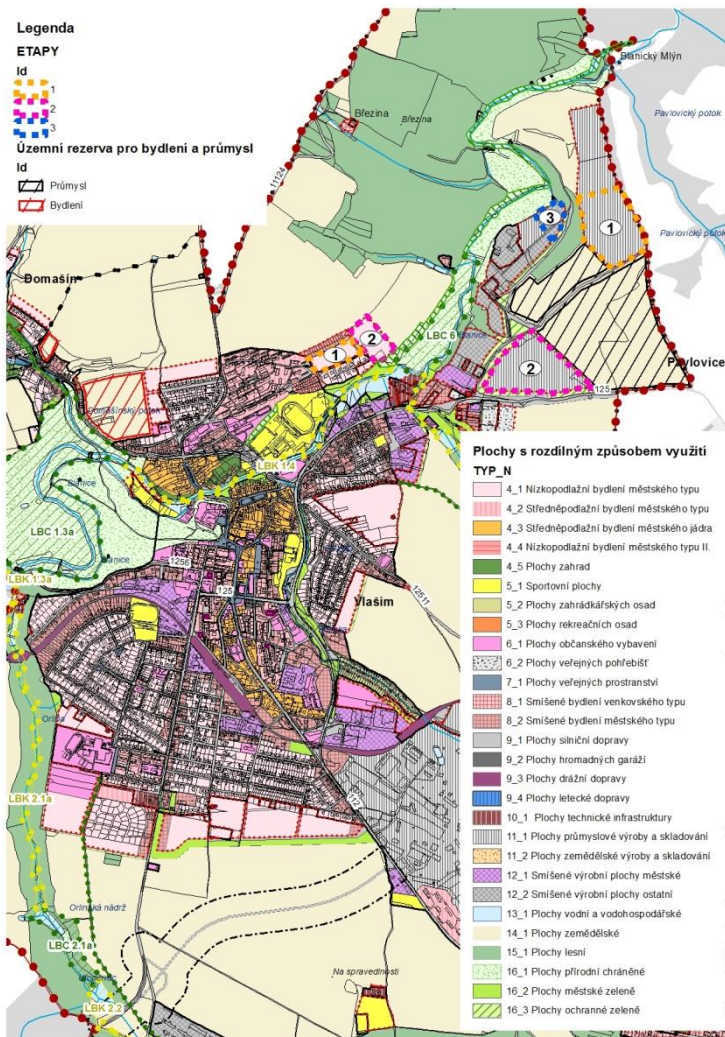 Legenda
ETAPY
Id
1
2
3
Územní rezerva pro bydlení a průmysl
Id
Průmysl
Bydlení
Blanický Mlýn
Pavlovický potok
Březina
Březina
11124
3
1
Pavlovický potok
Domašín
LBC 6
2
1
Blanice
2
Pavlovice
125
Domašínský potok
LBK 1.4
Blanice
LBC 1.3a
Blanice
LBK 1.3a
1256
125
12511
Vlašim
Orlina
112
LBK 2.1a
Orlinská nádrž
LBC 2.1a
LBK 2.2
Na spravedlnosti
Plochy s rozdílným způsobem využití
TYP_N
4_1 Nízkopodlažní bydlení městského typu
4_2 Středněpodlažní bydlení městského typu
4_3 Středněpodlažní bydlení městského jádra
4_4 Nízkopodlažní bydlení městského typu II.
4_5 Plochy zahrad
5_1 Sportovní plochy
5_2 Plochy zahrádkářských osad
5_3 Plochy rekreačních osad
6_1 Plochy občanského vybavení
6_2 Plochy veřejných pohřebišť
7_1 Plochy veřejných prostranství
8_1 Smíšené bydlení venkovského typu
8_2 Smíšené bydlení městského typu
9_1 Plochy silniční dopravy
9_2 Plochy hromadných garáží
9_3 Plochy drážní dopravy
9_4 Plochy letecké dopravy
10_1 Plochy technické infrastruktury
11_1 Plochy průmyslové výroby a skladování
11_2 Plochy zemědělské výroby a skladování
12_1 Smíšené výrobní plochy městské
12_2 Smíšené výrobní plochy ostatní
13_1 Plochy vodní a vodohospodářské
14_1 Plochy zemědělské
15_1 Plochy lesní
16_1 Plochy přírodní chráněné
16_2 Plochy městské zeleně
16_3 Plochy ochranné zeleně